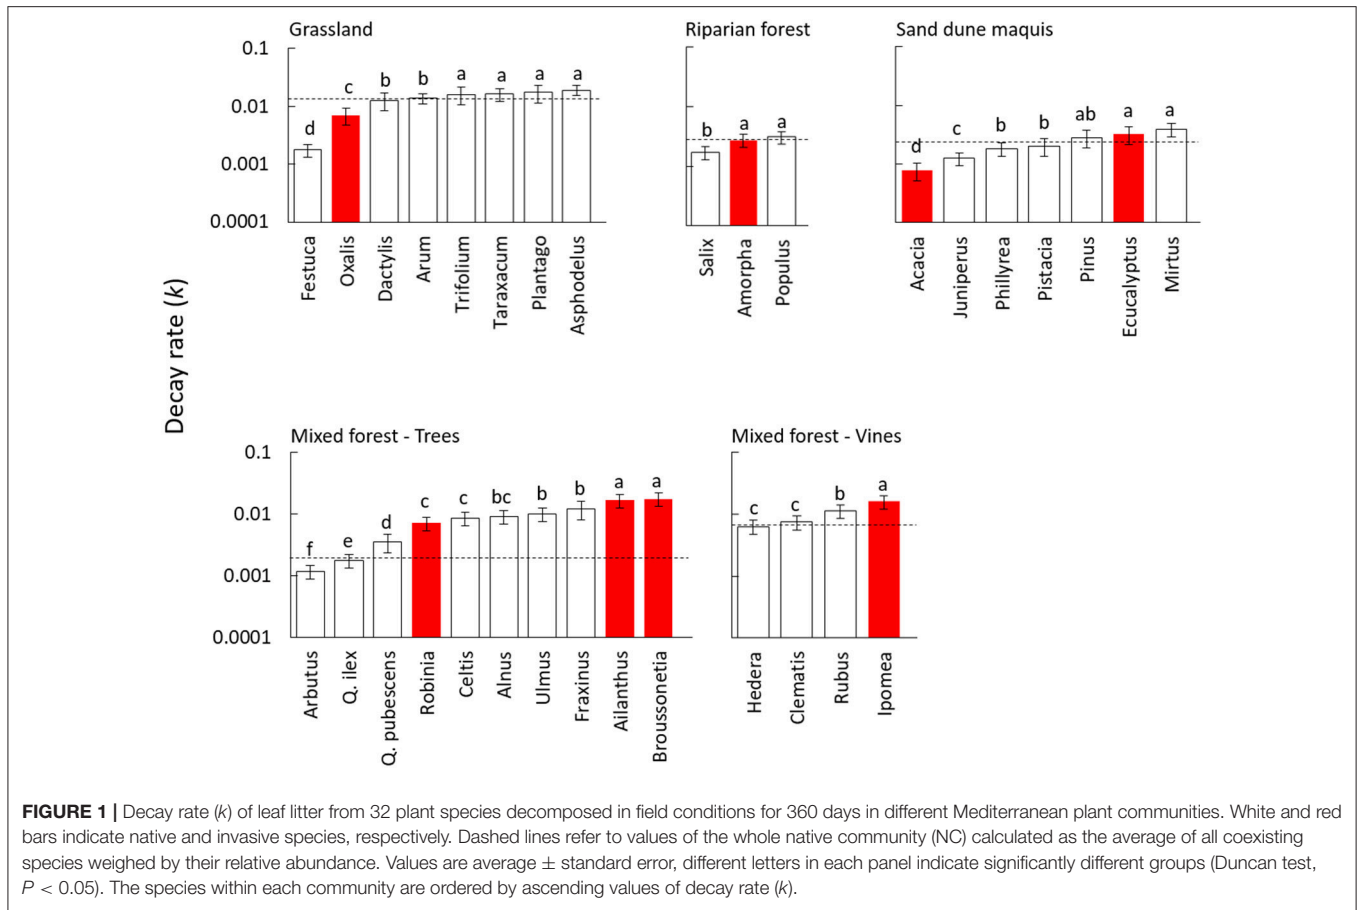 Grassland
Riparian forest
Sand dune maquis
0.1
0.01
0.001
0.0001
d c b b a a a a
b a a
d c b b ab a a
Festuca
Oxalis
Dactylis
Arum
Trifolium
Taraxacum
Plantago
Asphodelus
Salix
Amorpha
Populus
Acacia
Juniperus
Phillyrea
Pistacia
Pinus
Ecucalyptus
Mirtus
Decay rate (k)
Mixed forest - Trees
Mixed forest - Vines
0.1
0.01
0.001
0.0001
f e d c c bc b b a a
c c b a
Arbutus
Q. ilex
Q. pubescens
Robinia
Celtis
Alnus
Ulmus
Fraxinus
Ailanthus
Broussonetia
Hedera
Clematis
Rubus
Ipomea
FIGURE 1 | Decay rate (k) of leaf litter from 32 plant species decomposed in field conditions for 360 days in different Mediterranean plant communities. White and red
bars indicate native and invasive species, respectively. Dashed lines refer to values of the whole native community (NC) calculated as the average of all coexisting
species weighed by their relative abundance. Values are average ± standard error, different letters in each panel indicate significantly different groups (Duncan test,
P < 0.05). The species within each community are ordered by ascending values of decay rate (k).